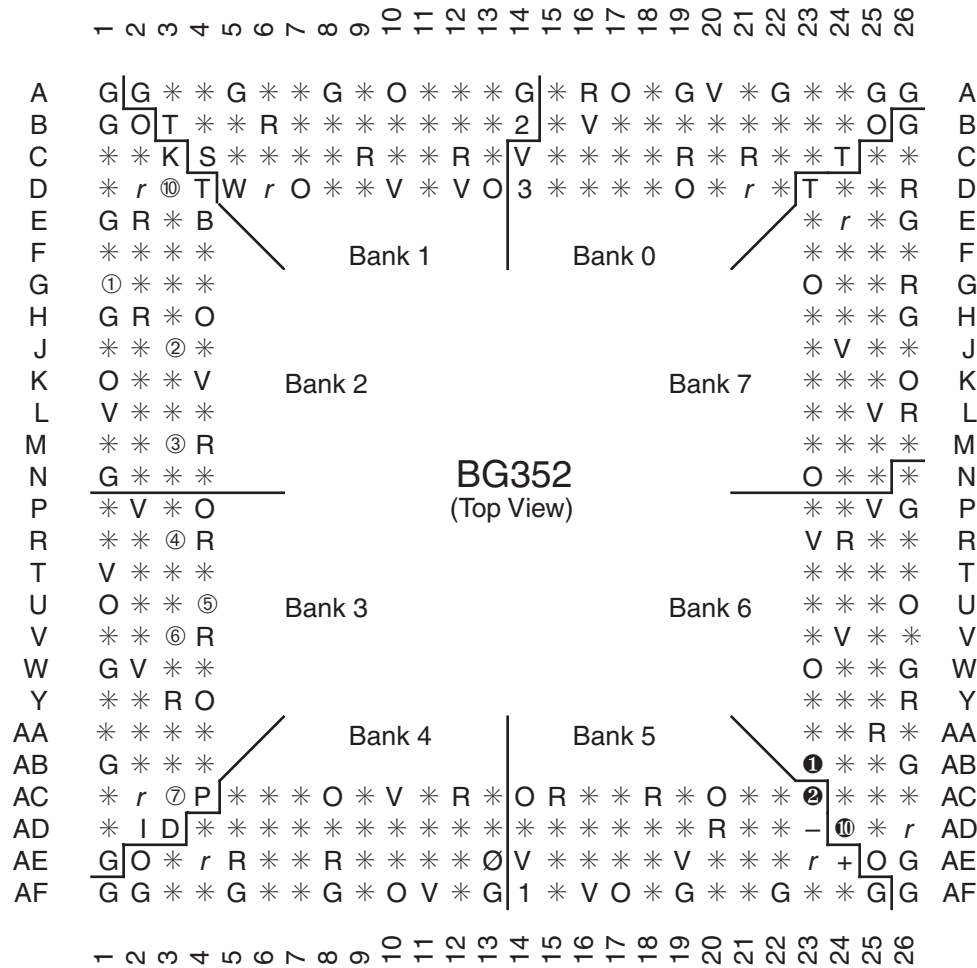 1 2 3 4 5 6 7 8 9 10 11 12 13 14 15 16 17 18 19 20 21 22 23 24 25 26
A G G ✳ ✳ G ✳ ✳ G ✳ O ✳ ✳ ✳ G ✳ R O ✳ G V ✳ G ✳ ✳ G G A
B G O T ✳ ✳ R ✳ ✳ ✳ ✳ ✳ ✳ ✳ 2 ✳ V ✳ ✳ ✳ ✳ ✳ ✳ ✳ ✳ O G B
C ✳ ✳ K S ✳ ✳ ✳ ✳ R ✳ ✳ R ✳ V ✳ ✳ ✳ ✳ R ✳ R ✳ ✳ T ✳ ✳ C
D ✳ r ⑩ T W r O ✳ ✳ V ✳ V O 3 ✳ ✳ ✳ ✳ O ✳ r ✳ T ✳ ✳ R D
E G R ✳ B ✳ r ✳ G E
F ✳ ✳ ✳ ✳ Bank 1 Bank 0 ✳ ✳ ✳ ✳ F
G ① ✳ ✳ ✳ O ✳ ✳ R G
H G R ✳ O ✳ ✳ ✳ G H
J ✳ ✳ ② ✳ ✳ V ✳ ✳ J
K O ✳ ✳ V Bank 2 Bank 7 ✳ ✳ ✳ O K
L V ✳ ✳ ✳ ✳ ✳ V R L
M ✳ ✳ ③ R ✳ ✳ ✳ ✳ M
N G ✳ ✳ ✳ BG352 O ✳ ✳ ✳ N
P ✳ V ✳ O (Top View) ✳ ✳ V G P
R ✳ ✳ ④ R V R ✳ ✳ R
T V ✳ ✳ ✳ ✳ ✳ ✳ ✳ T
U O ✳ ✳ ⑤ Bank 3 Bank 6 ✳ ✳ ✳ O U
V ✳ ✳ ⑥ R ✳ V ✳ ✳ V
W G V ✳ ✳ O ✳ ✳ G W
Y ✳ ✳ R O ✳ ✳ ✳ R Y
AA ✳ ✳ ✳ ✳ Bank 4 Bank 5 ✳ ✳ R ✳ AA
AB G ✳ ✳ ✳ ❶ ✳ ✳ G AB
AC ✳ r ⑦ P ✳ ✳ ✳ O ✳ V ✳ R ✳ O R ✳ ✳ R ✳ O ✳ ✳ ❷ ✳ ✳ ✳ AC
AD ✳ I D ✳ ✳ ✳ ✳ ✳ ✳ ✳ ✳ ✳ ✳ ✳ ✳ ✳ ✳ ✳ ✳ R ✳ ✳ – ❿ ✳ r AD
AE G O ✳ r R ✳ ✳ R ✳ ✳ ✳ ✳ Ø V ✳ ✳ ✳ ✳ V ✳ ✳ ✳ r + O G AE
AF G G ✳ ✳ G ✳ ✳ G ✳ O V ✳ G 1 ✳ V O ✳ G ✳ ✳ G ✳ ✳ G G AF
1 2 3 4 5 6 7 8 9 10 11 12 13 14 15 16 17 18 19 20 21 22 23 24 25 26